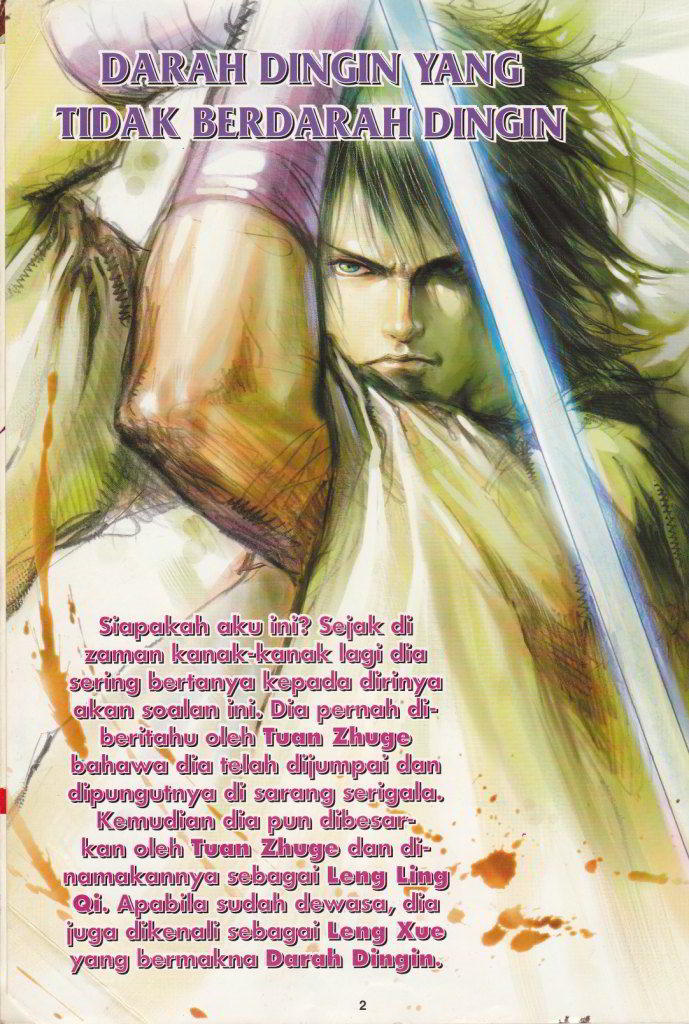 DARAH DINGIN YANG
TIDAK BERDARAH DINGIN
Siapakah aku ini? Sejak di
zaman kanak-kanak lagi dia
sering bertanya kepada dirinya
akan soalan ini. Dia pernah di-
beritahu oleh Tuan Zhuge
bahawa dia telah dijumpai dan
dipungutnya di sarang serigala.
Kemudian dia pun dibesar-
kan oleh Tuan Zhuge dan di-
namakannya sebagai Leng Ling
Qi. Apabila sudah dewasa, dia
juga dikenali sebagai Leng Xue
yang bermakna Darah Dingin.
2